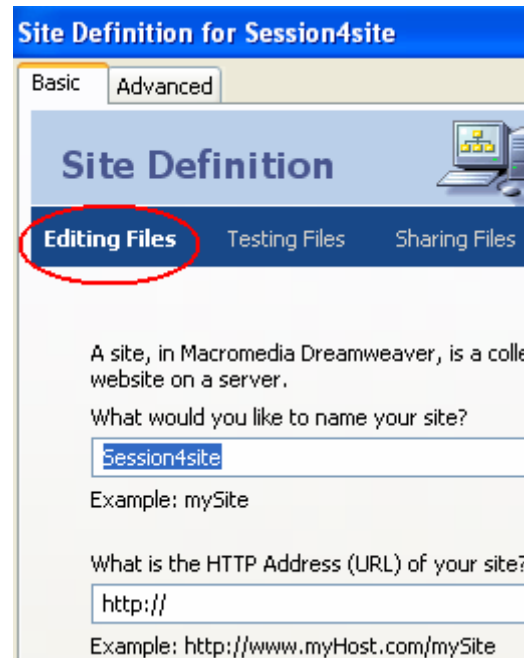 Site Definition for Session4site
Basic Advanced
Site Definition
Editing Files Testing Files Sharing Files
A site, in Macromedia Dreamweaver, is a colle
website on a server.
What would you like to name your site?
Session4site
Example: mySite
What is the HTTP Address (URL) of your site?
http://
Example: http://www.myHost.com/mySite